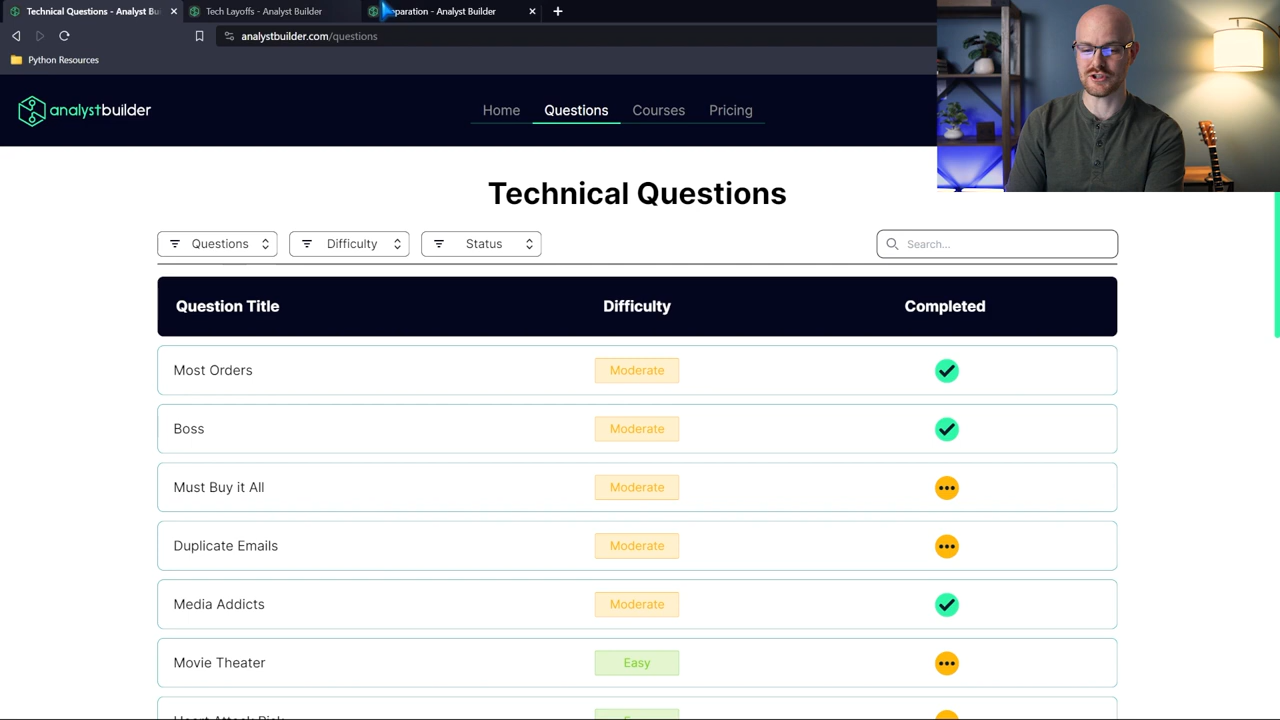 Technical Questions - Analyst Bu
Tech Layoffs - Analyst Builder
eparation - Analyst Builder
analystbuilder.com/questions
Python Resources
analystbuilder
Home
Questions
Courses
Pricing
Technical Questions
Questions
Difficulty
Status
Search...
Question Title
Difficulty
Completed
Most Orders
Moderate
Boss
Moderate
Must Buy it All
Moderate
Duplicate Emails
Moderate
Media Addicts
Moderate
Movie Theater
Easy